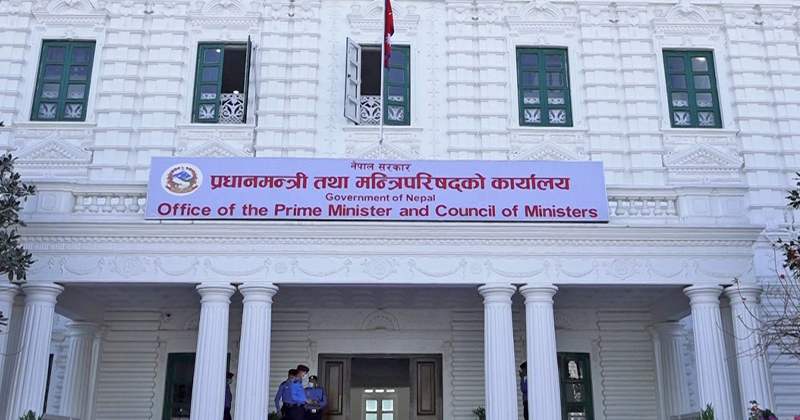 नेपाल सरकार
प्रधानमन्त्री तथा मन्त्रिपरिषद्को कार्यालय
Government of Nepal
Office of the Prime Minister and Council of Ministers